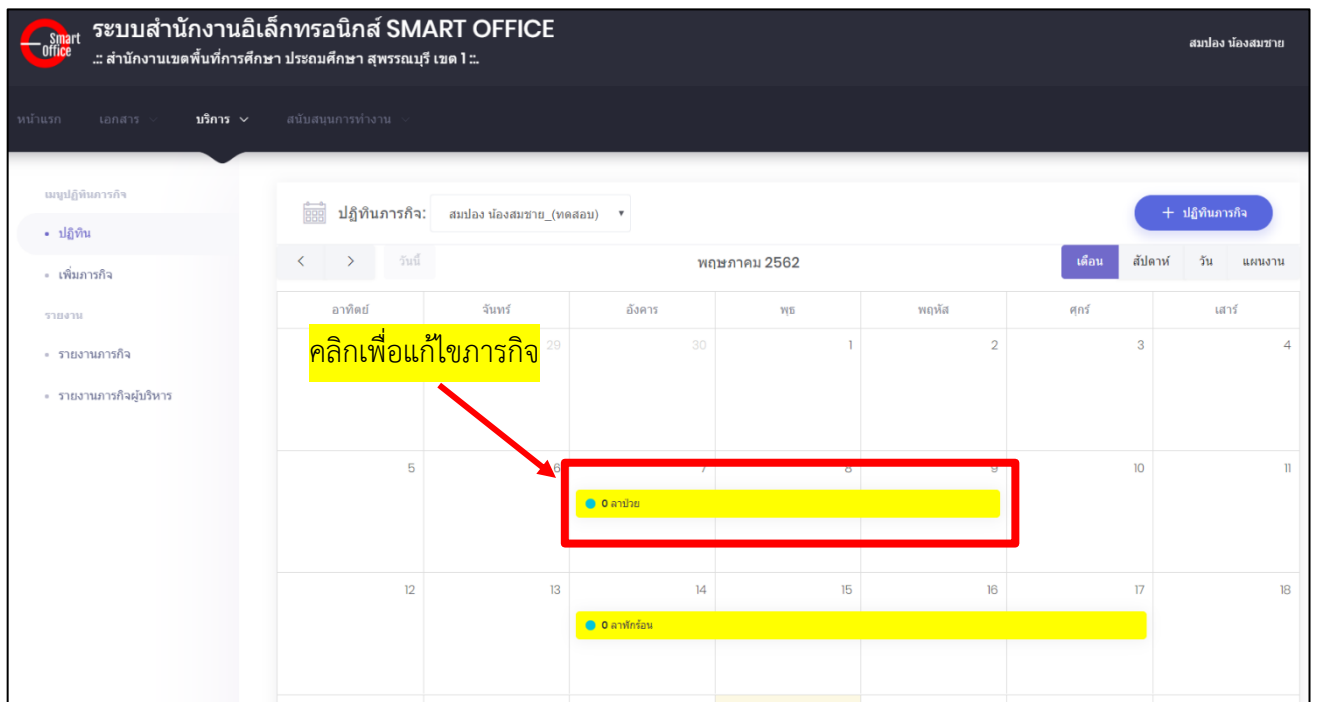 Smart Office
ระบบสำนักงานอิเล็กทรอนิกส์ SMART OFFICE
.:: สำนักงานเขตพื้นที่การศึกษา ประถมศึกษา สุพรรณบุรี เขต 1 ::.
สมปอง น้องสมชาย
หน้าแรก เอกสาร บริการ สนับสนุนการทำงาน
เมนูปฏิทินภารกิจ
ปฏิทิน
เพิ่มภารกิจ
รายงาน
รายงานภารกิจ
รายงานภารกิจผู้บริหาร
ปฏิทินภารกิจ: สมปอง น้องสมชาย_(ทดสอบ)
+ ปฏิทินภารกิจ
< > วันนี้ พฤษภาคม 2562 เดือน สัปดาห์ วัน แผนงาน
อาทิตย์ จันทร์ อังคาร พุธ พฤหัส ศุกร์ เสาร์
คลิกเพื่อแก้ไขภารกิจ
29 30 1 2 3 4
5 6 7 8 9 10 11
0 ลาป่วย
12 13 14 15 16 17 18
0 ลาพักร้อน